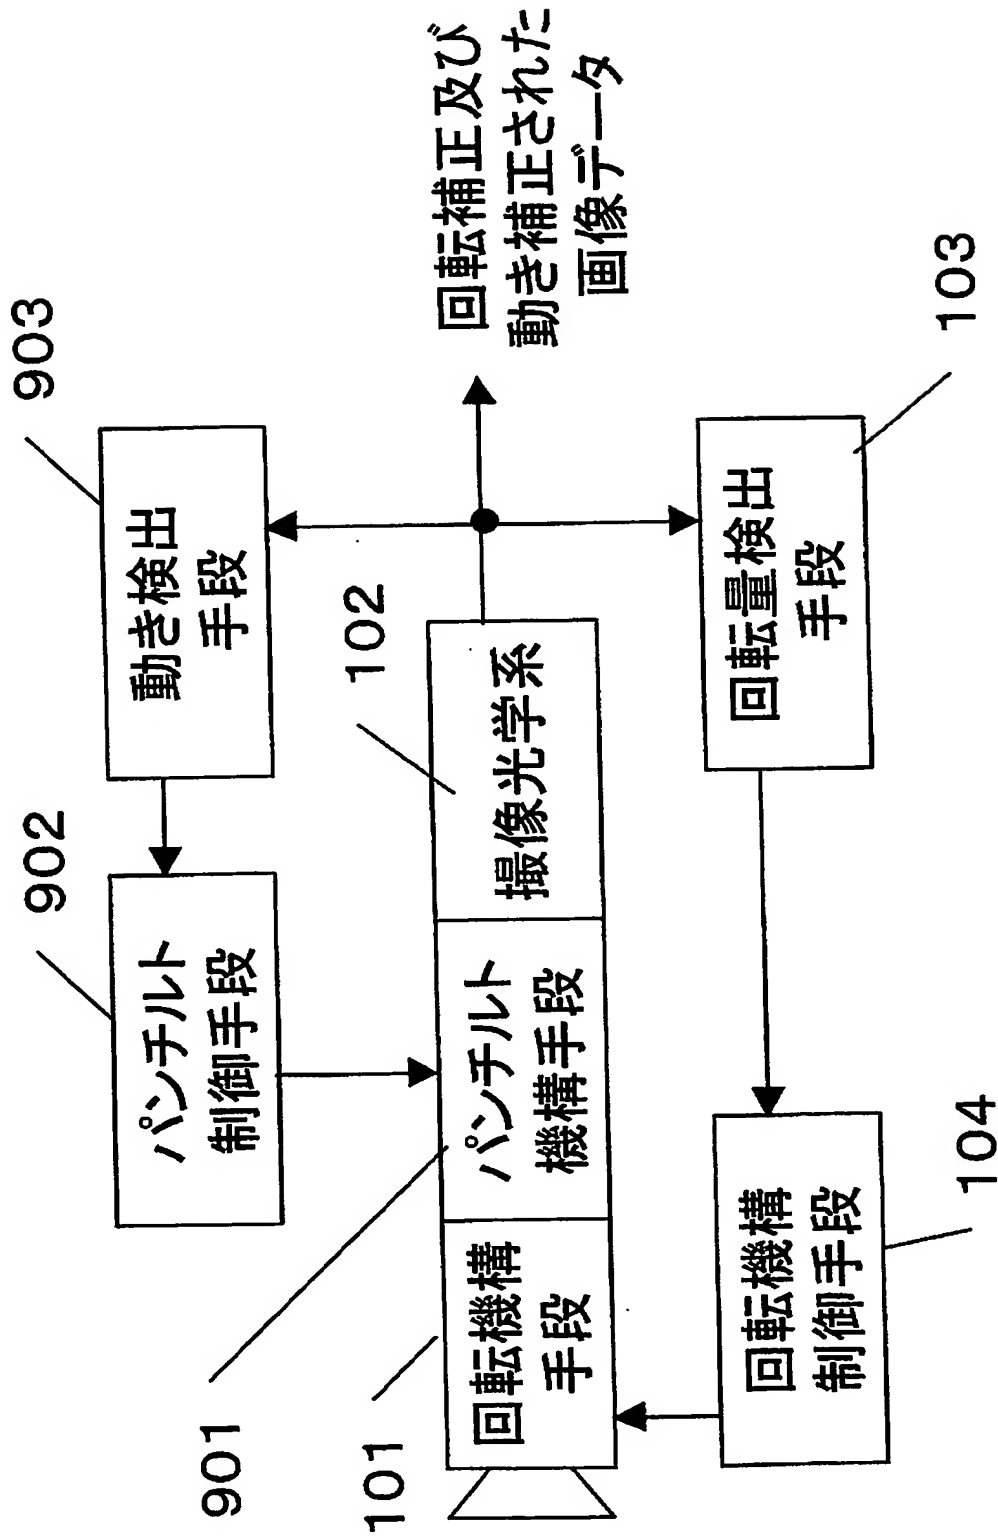 903
動き検出
手段
902
パンチルト
制御手段
901
101
回転機構
手段
パンチルト
機構手段
102
撮像光学系
回転補正及び
動き補正された
画像データ
回転機構
制御手段
104
回転量検出
手段
103